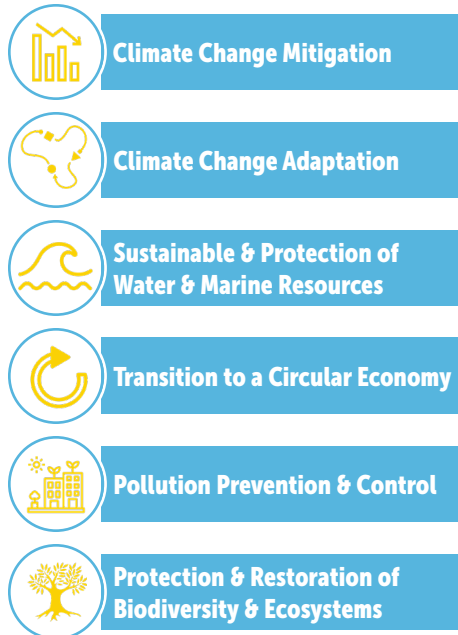 Climate Change Mitigation
Climate Change Adaptation
Sustainable & Protection of
Water & Marine Resources
Transition to a Circular Economy
Pollution Prevention & Control
Protection & Restoration of
Biodiversity & Ecosystems